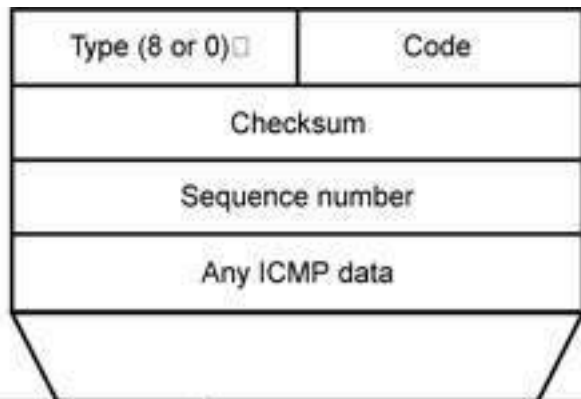 Type (8 or 0)□ Code
Checksum
Sequence number
Any ICMP data